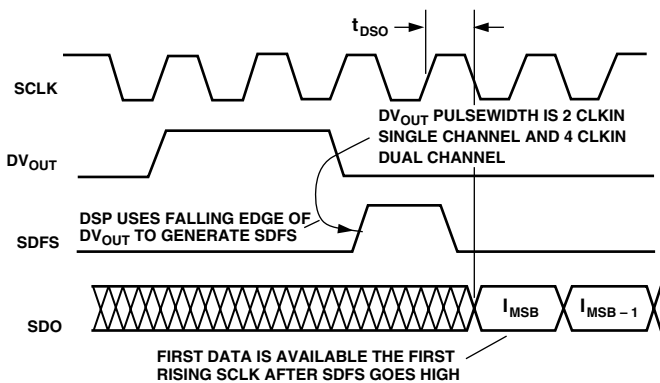 tDSO
SCLK
DVOUT PULSEWIDTH IS 2 CLKIN
SINGLE CHANNEL AND 4 CLKIN
DUAL CHANNEL
DVOUT
DSP USES FALLING EDGE OF
DVOUT TO GENERATE SDFS
SDFS
SDO
IMSB
IMSB – 1
FIRST DATA IS AVAILABLE THE FIRST
RISING SCLK AFTER SDFS GOES HIGH